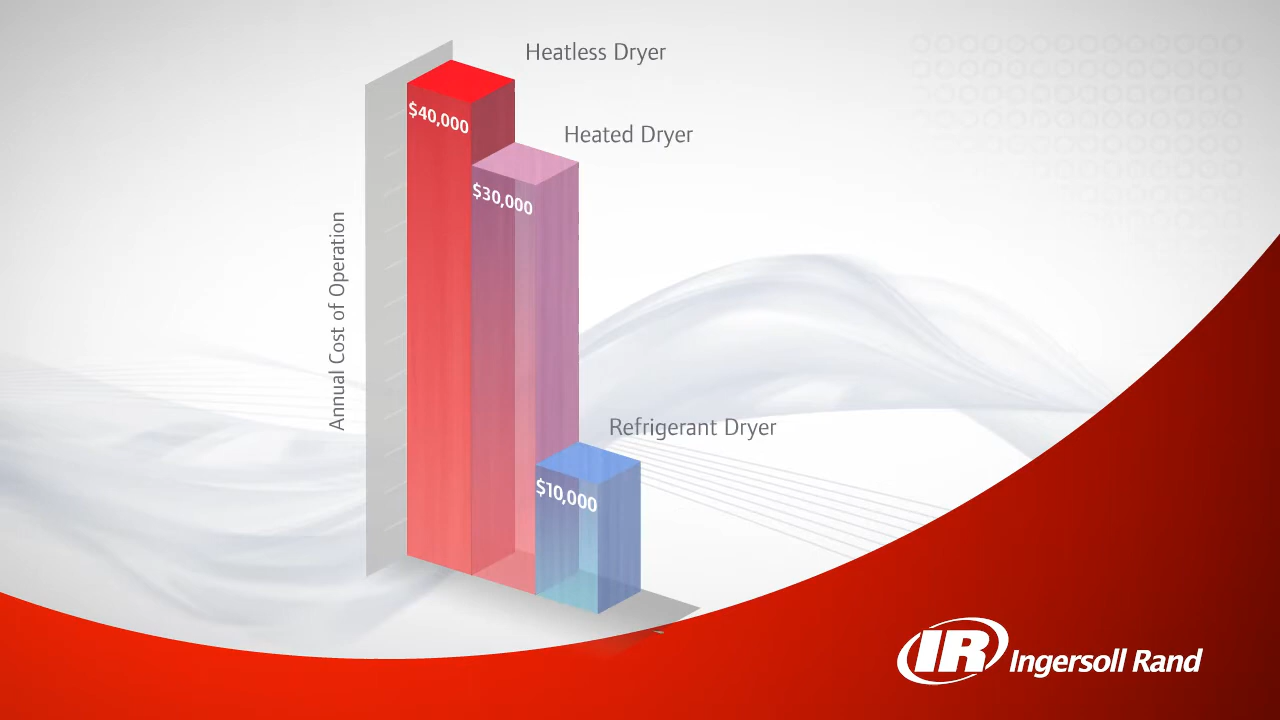 Heatless Dryer
$40,000
Heated Dryer
$30,000
Annual Cost of Operation
Refrigerant Dryer
$10,000
IR Ingersoll Rand